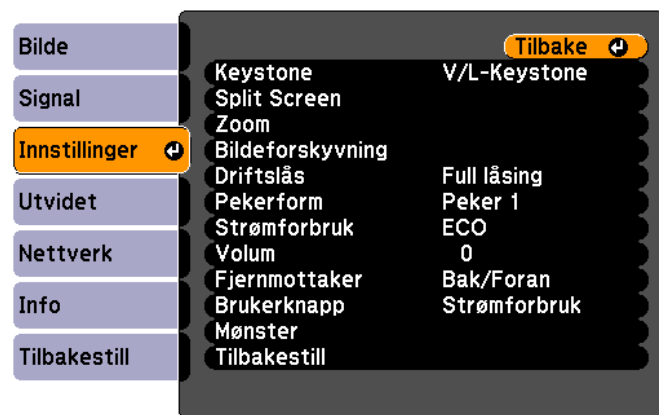 Bilde
Signal
Innstillinger
Utvidet
Nettverk
Info
Tilbakestill
Tilbake
Keystone V/L-Keystone
Split Screen
Zoom
Bildeforskyvning
Driftslås Full låsing
Pekerform Peker 1
Strømforbruk ECO
Volum 0
Fjernmottaker Bak/Foran
Brukerknapp Strømforbruk
Mønster
Tilbakestill